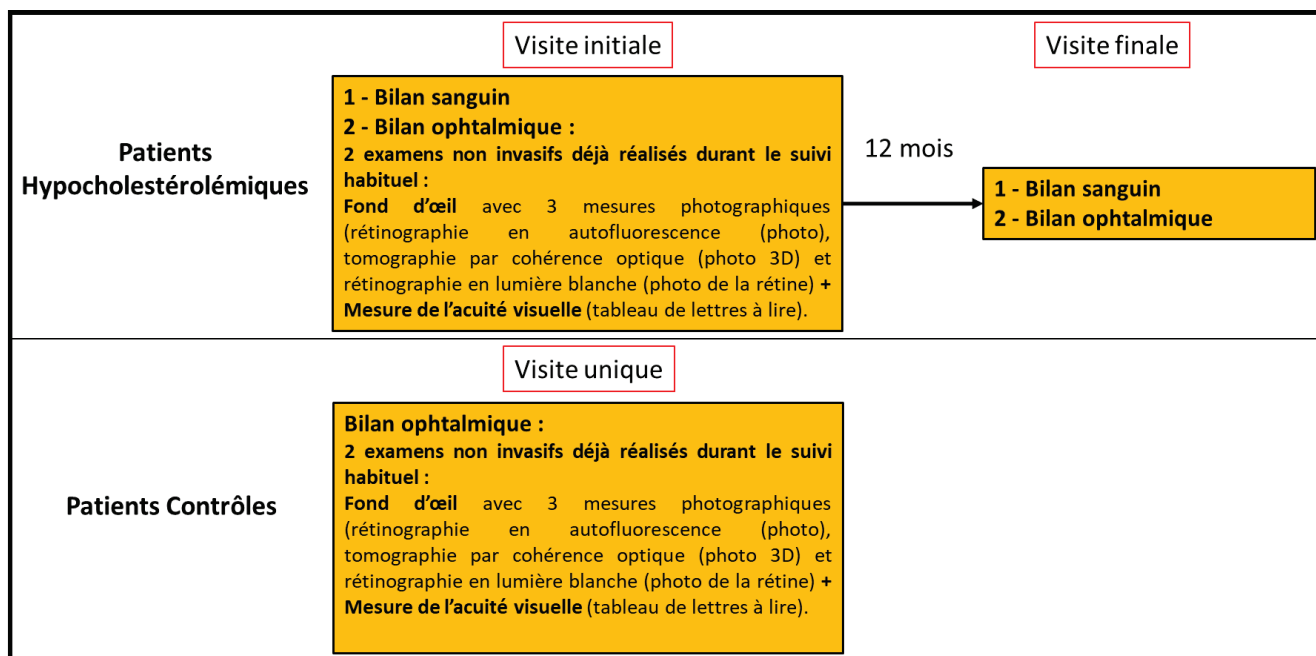 Visite initiale
Visite finale
Patients
Hypocholestérolémiques
1 - Bilan sanguin
2 - Bilan ophtalmique :
2 examens non invasifs déjà réalisés durant le suivi
habituel :
Fond d’œil avec 3 mesures photographiques
(rétinographie en autofluorescence (photo),
tomographie par cohérence optique (photo 3D) et
rétinographie en lumière blanche (photo de la rétine) +
Mesure de l’acuité visuelle (tableau de lettres à lire).
12 mois
1 - Bilan sanguin
2 - Bilan ophtalmique
Visite unique
Patients Contrôles
Bilan ophtalmique :
2 examens non invasifs déjà réalisés durant le suivi
habituel :
Fond d’œil avec 3 mesures photographiques
(rétinographie en autofluorescence (photo),
tomographie par cohérence optique (photo 3D) et
rétinographie en lumière blanche (photo de la rétine) +
Mesure de l’acuité visuelle (tableau de lettres à lire).